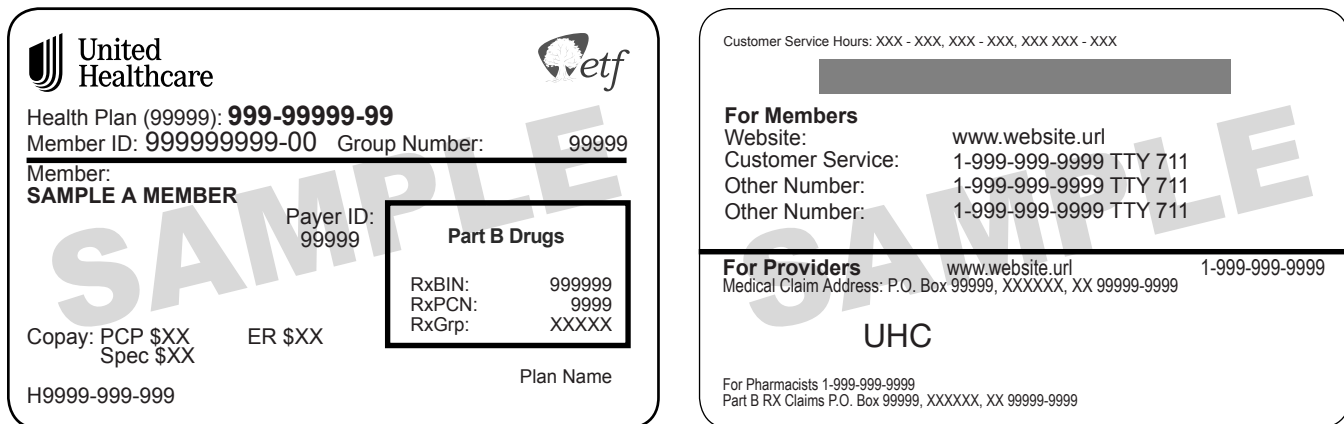 United
Healthcare
etf
Health Plan (99999): 999-99999-99
Member ID: 999999999-00 Group Number: 99999
Member:
SAMPLE A MEMBER
Payer ID:
99999
Part B Drugs
RxBIN: 999999
RxPCN: 9999
RxGrp: XXXXX
Copay: PCP $XX ER $XX
Spec $XX
Plan Name
H9999-999-999
SAMPLE
Customer Service Hours: XXX - XXX, XXX - XXX, XXX XXX - XXX
For Members
Website: www.website.url
Customer Service: 1-999-999-9999 TTY 711
Other Number: 1-999-999-9999 TTY 711
Other Number: 1-999-999-9999 TTY 711
For Providers www.website.url 1-999-999-9999
Medical Claim Address: P.O. Box 99999, XXXXXX, XX 99999-9999
UHC
For Pharmacists 1-999-999-9999
Part B RX Claims P.O. Box 99999, XXXXXX, XX 99999-9999
SAMPLE